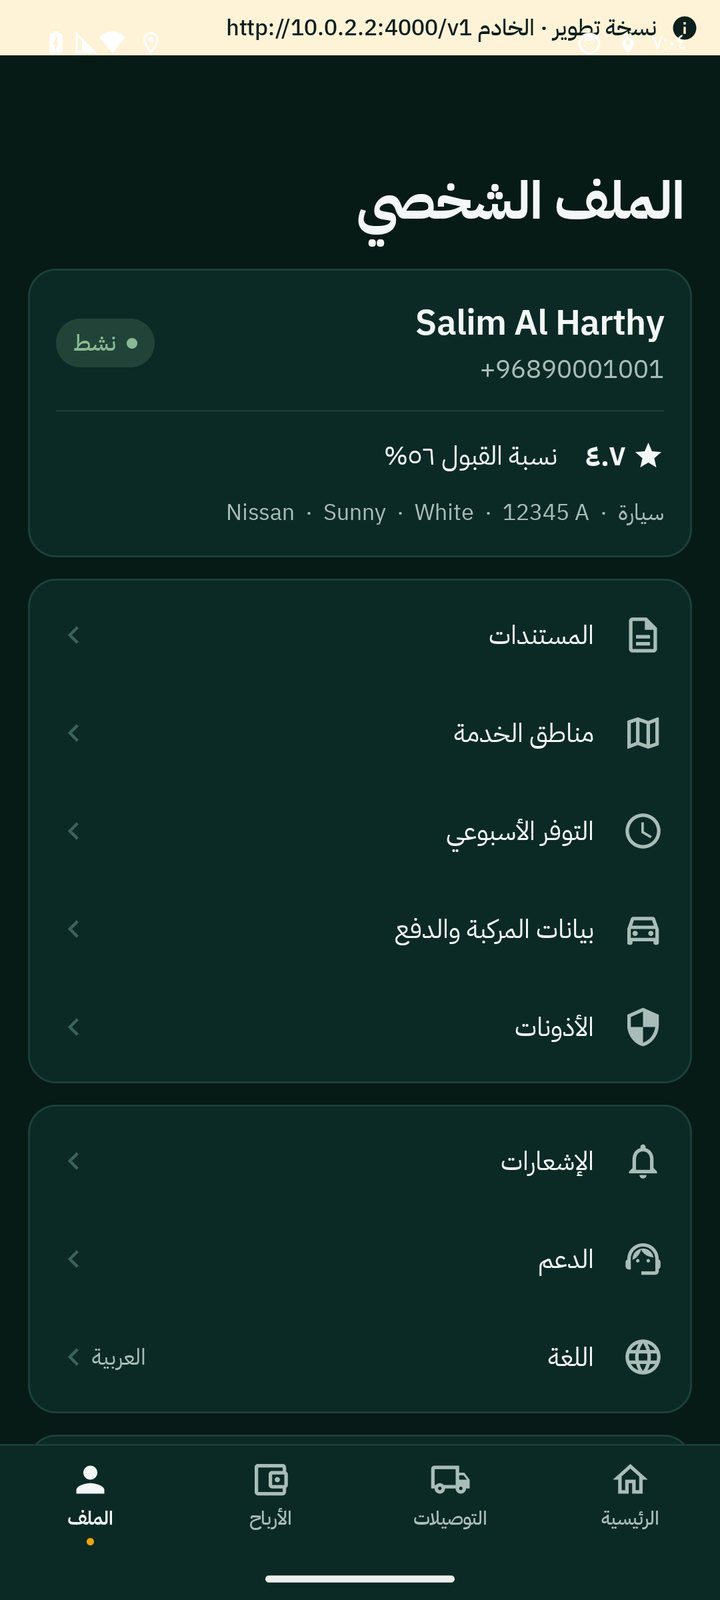 نسخة تطوير · الخادم http://10.0.2.2:4000/v1
الملف الشخصي
Salim Al Harthy
نشط
+96890001001
٤.٧ نسبة القبول ٥٦%
سيارة · Nissan · Sunny · White · 12345 A
المستندات
مناطق الخدمة
التوفر الأسبوعي
بيانات المركبة والدفع
الأذونات
الإشعارات
الدعم
اللغة العربية
الرئيسية
التوصيلات
الأرباح
الملف